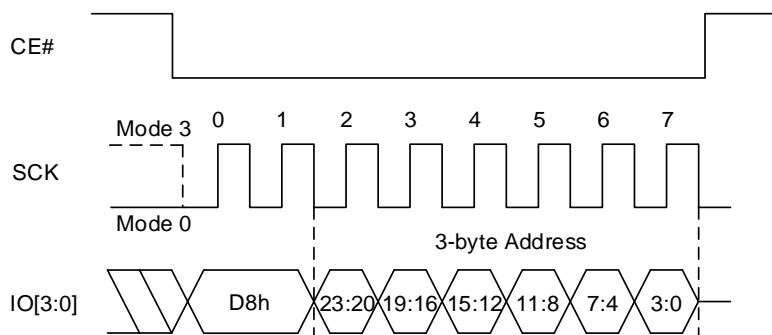 CE#
Mode 3
0 1 2 3 4 5 6 7
SCK
Mode 0
3-byte Address
IO[3:0]
D8h 23:20 19:16 15:12 11:8 7:4 3:0